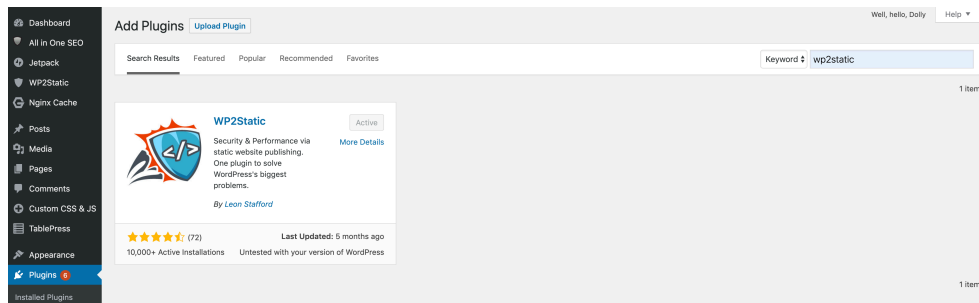 Dashboard
All in One SEO
Jetpack
WP2Static
Nginx Cache
Posts
Media
Pages
Comments
Custom CSS & JS
TablePress
Appearance
Plugins 6
Installed Plugins
Well, hello, Dolly
Help ▼
Add Plugins Upload Plugin
Search Results Featured Popular Recommended Favorites
Keyword wp2static
1 item
WP2Static
Active
More Details
Security & Performance via
static website publishing.
One plugin to solve
WordPress's biggest
problems.
By Leon Stafford
(72)
Last Updated: 5 months ago
10,000+ Active Installations
Untested with your version of WordPress
1 item